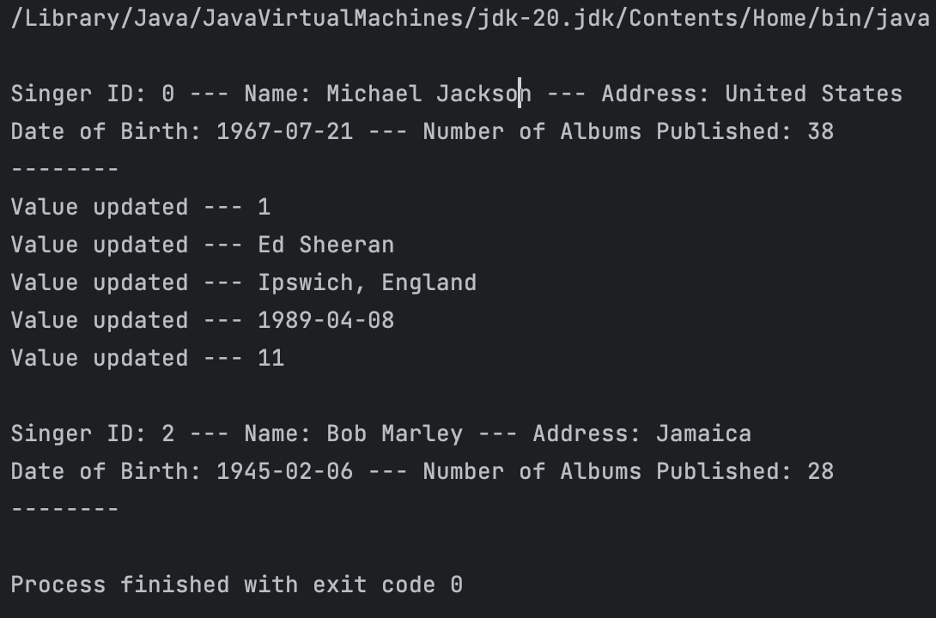 /Library/Java/JavaVirtualMachines/jdk-20.jdk/Contents/Home/bin/java
Singer ID: 0 --- Name: Michael Jackson --- Address: United States
Date of Birth: 1967-07-21 --- Number of Albums Published: 38
--------
Value updated --- 1
Value updated --- Ed Sheeran
Value updated --- Ipswich, England
Value updated --- 1989-04-08
Value updated --- 11
Singer ID: 2 --- Name: Bob Marley --- Address: Jamaica
Date of Birth: 1945-02-06 --- Number of Albums Published: 28
--------
Process finished with exit code 0